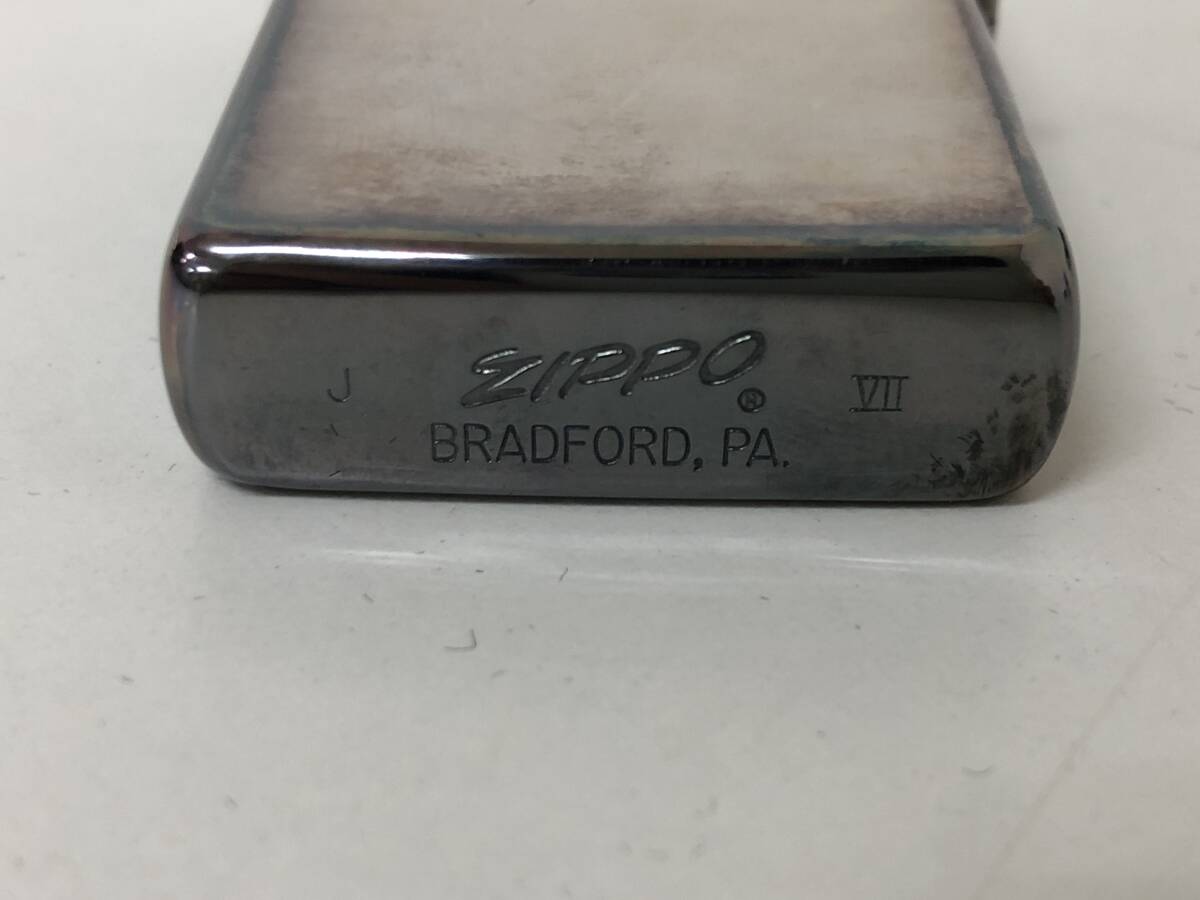 J ZIPPO ® VII
BRADFORD, PA.